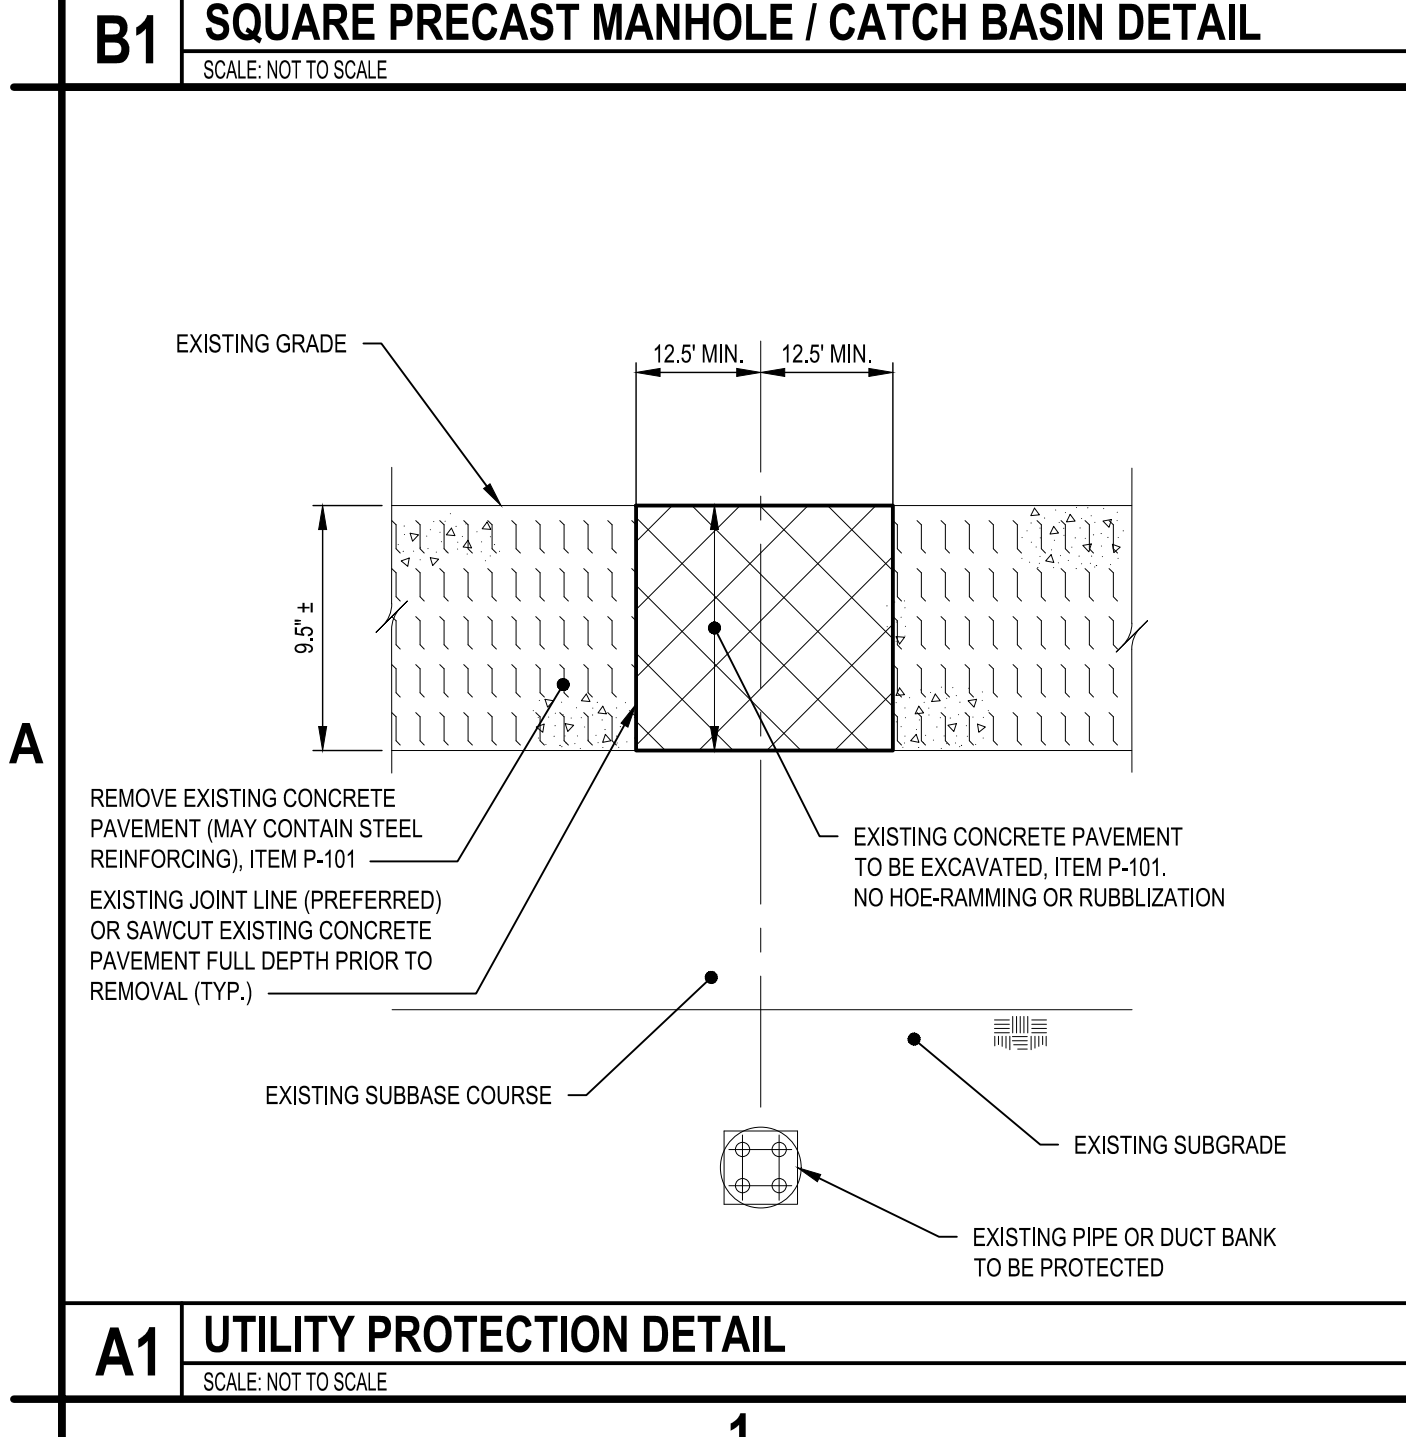 B1
SQUARE PRECAST MANHOLE / CATCH BASIN DETAIL
SCALE: NOT TO SCALE
EXISTING GRADE
12.5' MIN.
12.5' MIN.
9.5" ±
A
REMOVE EXISTING CONCRETE
PAVEMENT (MAY CONTAIN STEEL
REINFORCING), ITEM P-101
EXISTING JOINT LINE (PREFERRED)
OR SAWCUT EXISTING CONCRETE
PAVEMENT FULL DEPTH PRIOR TO
REMOVAL (TYP.)
EXISTING CONCRETE PAVEMENT
TO BE EXCAVATED, ITEM P-101.
NO HOE-RAMMING OR RUBBLIZATION
EXISTING SUBBASE COURSE
EXISTING SUBGRADE
EXISTING PIPE OR DUCT BANK
TO BE PROTECTED
A1
UTILITY PROTECTION DETAIL
SCALE: NOT TO SCALE
1